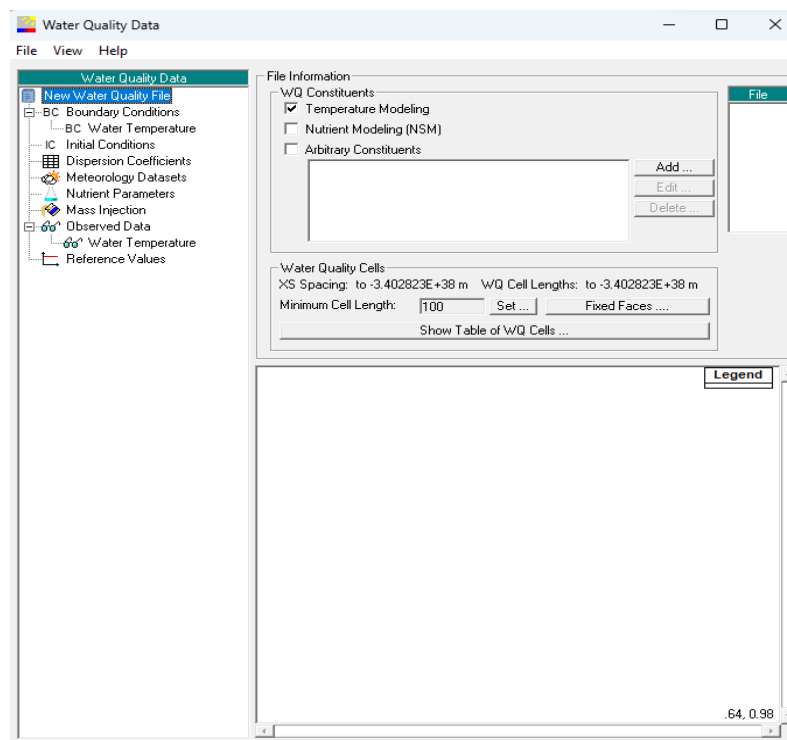 Water Quality Data
File View Help
Water Quality Data
New Water Quality File
BC Boundary Conditions
BC Water Temperature
IC Initial Conditions
Dispersion Coefficients
Meteorology Datasets
Nutrient Parameters
Mass Injection
Observed Data
Water Temperature
Reference Values
File Information
WQ Constituents
Temperature Modeling
Nutrient Modeling (NSM)
Arbitrary Constituents
Add ...
Edit ...
Delete ...
File
Water Quality Cells
XS Spacing: to -3.402823E+38 m WQ Cell Lengths: to -3.402823E+38 m
Minimum Cell Length: 100 Set ... Fixed Faces ....
Show Table of WQ Cells ...
Legend
.64, 0.98